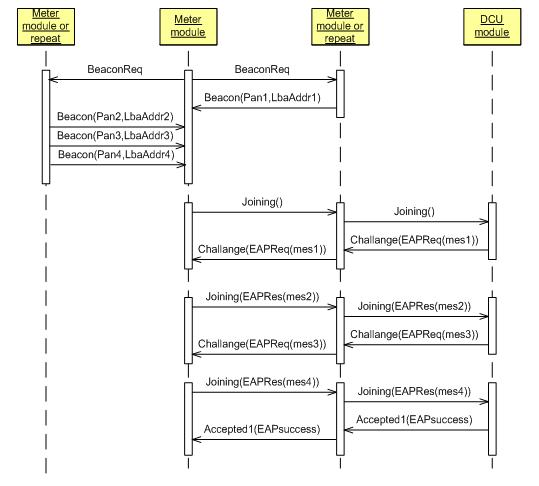 Meter
module or
repeat
Meter
module
Meter
module or
repeat
DCU
module
BeaconReq
BeaconReq
Beacon(Pan1,LbaAddr1)
Beacon(Pan2,LbaAddr2)
Beacon(Pan3,LbaAddr3)
Beacon(Pan4,LbaAddr4)
Joining()
Joining()
Challange(EAPReq(mes1))
Challange(EAPReq(mes1))
Joining(EAPRes(mes2))
Joining(EAPRes(mes2))
Challange(EAPReq(mes3))
Challange(EAPReq(mes3))
Joining(EAPRes(mes4))
Joining(EAPRes(mes4))
Accepted1(EAPsuccess)
Accepted1(EAPsuccess)